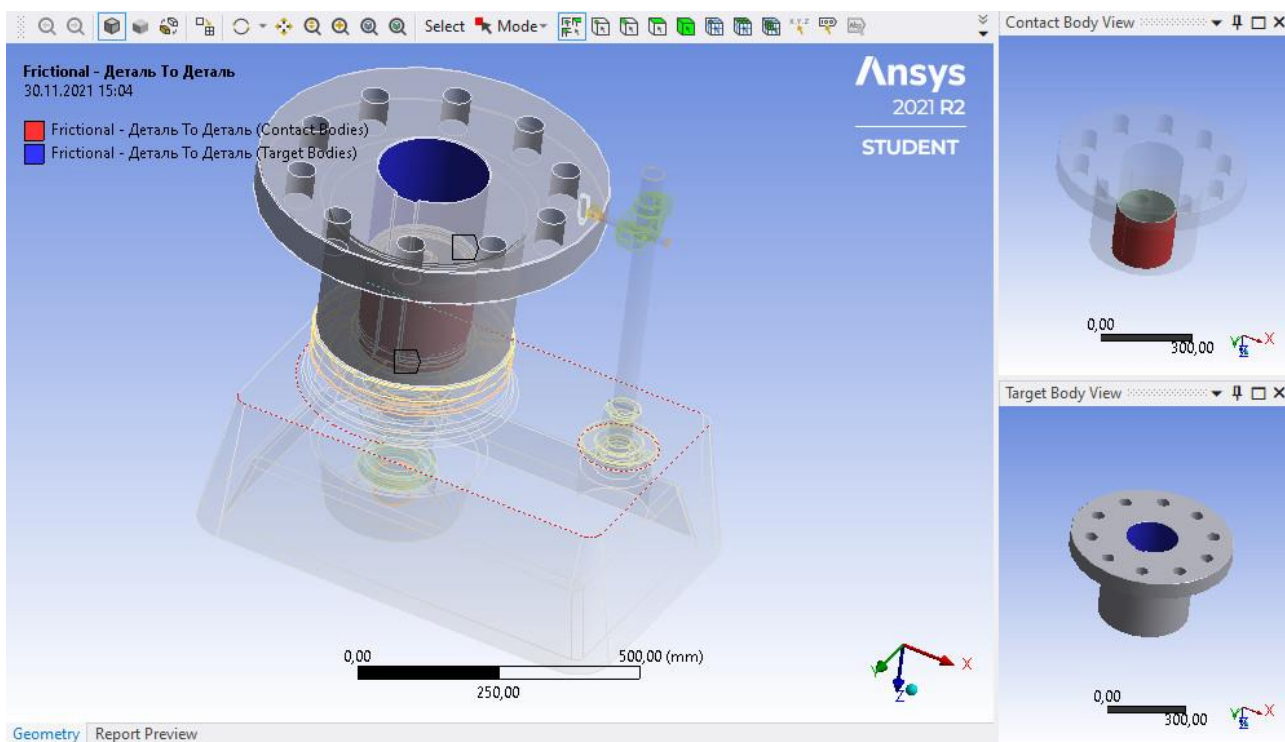 Select Mode
Contact Body View
Frictional - Деталь To Деталь
30.11.2021 15:04
Frictional - Деталь To Деталь (Contact Bodies)
Frictional - Деталь To Деталь (Target Bodies)
Ansys
2021 R2
STUDENT
0,00
300,00
X
Y
Z
Target Body View
0,00
500,00 (mm)
250,00
X
Y
Z
0,00
300,00
X
Y
Z
Geometry Report Preview